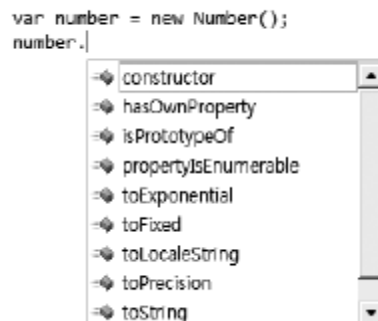 var number = new Number();
number.
constructor
hasOwnProperty
isPrototypeOf
propertyIsEnumerable
toExponential
toFixed
toLocaleString
toPrecision
toString